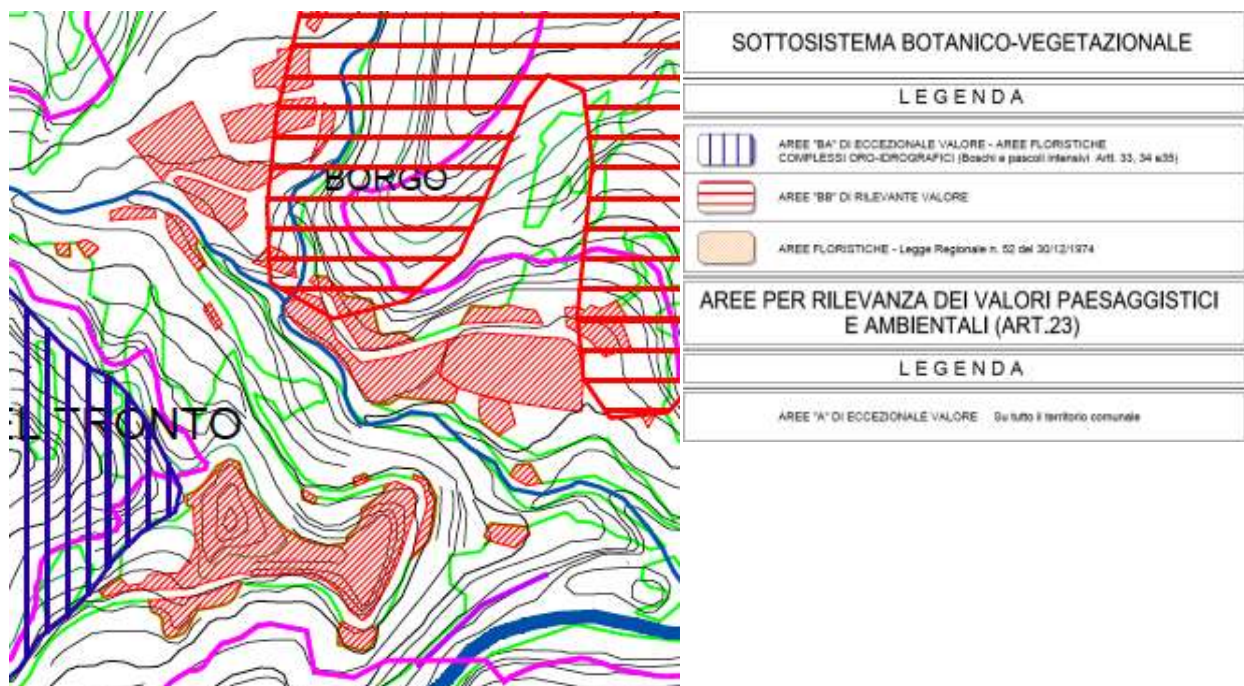 BORGO
EL TRONTO
SOTTOSISTEMA BOTANICO-VEGETAZIONALE
LEGENDA
AREE "BA" DI ECCEZIONALE VALORE - AREE FLORISTICHE
COMPLESSI ORO-IDROGRAFICI (Boschi e pascoli intensivi Artt. 33, 34 e35)
AREE "BB" DI RILEVANTE VALORE
AREE FLORISTICHE - Legge Regionale n. 52 del 30/12/1974
AREE PER RILEVANZA DEI VALORI PAESAGGISTICI
E AMBIENTALI (ART.23)
LEGENDA
AREE "A" DI ECCEZIONALE VALORE Su tutto il territorio comunale